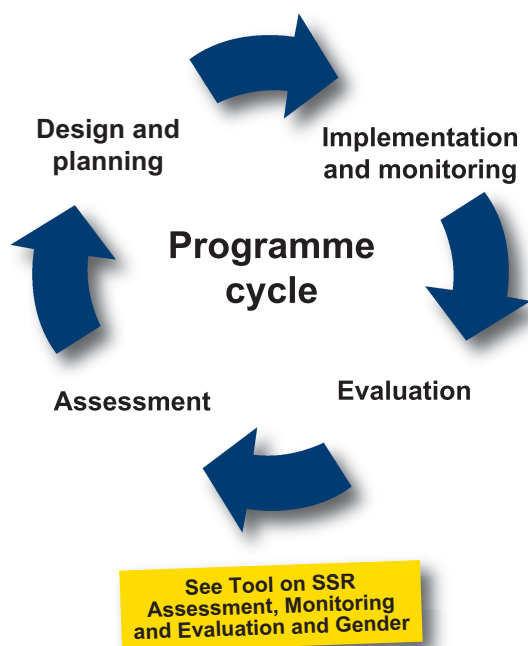 Design and
planning
Implementation
and monitoring
Programme
cycle
Assessment
Evaluation
See Tool on SSR
Assessment, Monitoring
and Evaluation and Gender